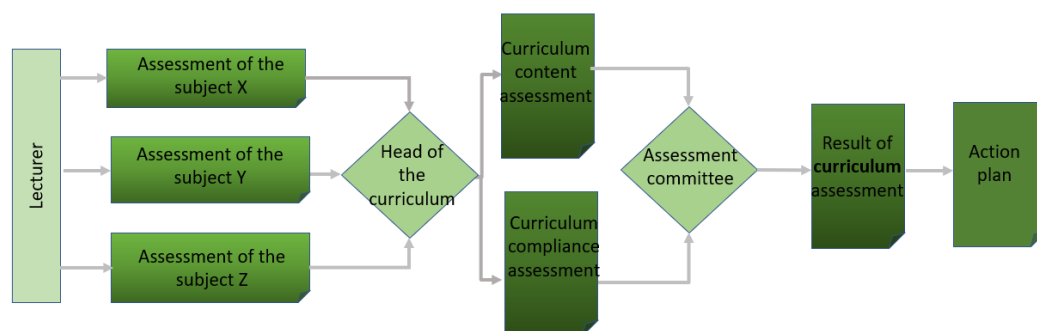 Lecturer
Assessment of the
subject X
Assessment of the
subject Y
Assessment of the
subject Z
Head of
the
curriculum
Curriculum
content
assessment
Curriculum
compliance
assessment
Assessment
committee
Result of
curriculum
assessment
Action
plan